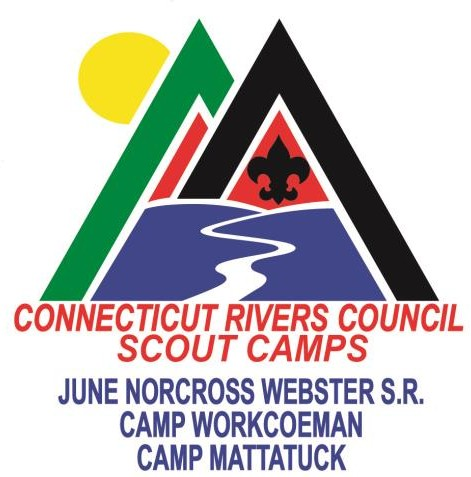 CONNECTICUT RIVERS COUNCIL
SCOUT CAMPS
JUNE NORCROSS WEBSTER S.R.
CAMP WORKCOEMAN
CAMP MATTATUCK